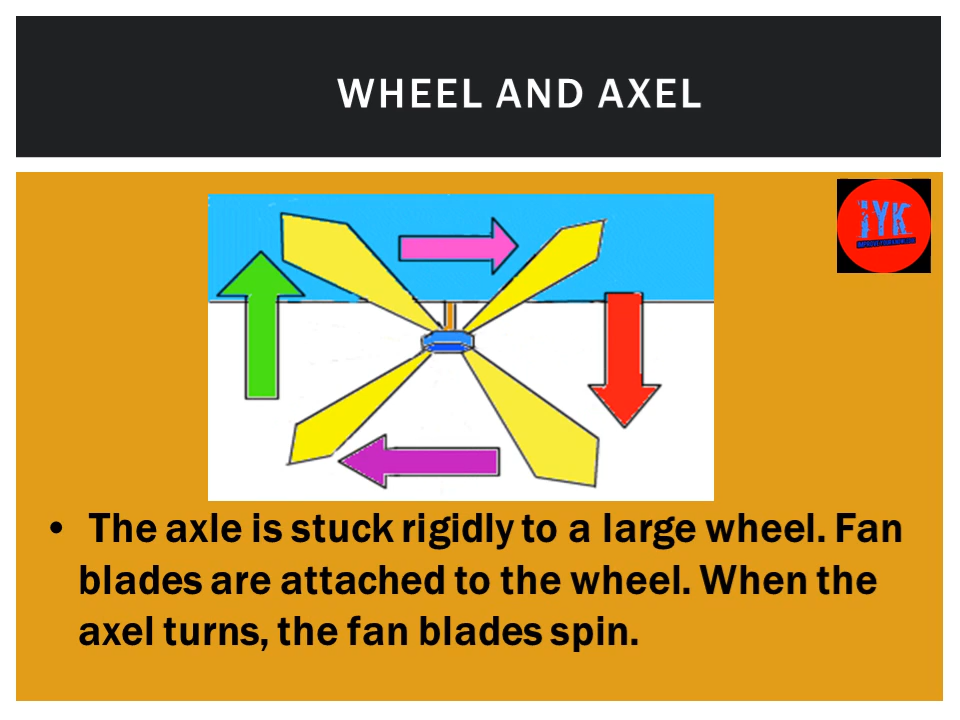 WHEEL AND AXEL
IYK
• The axle is stuck rigidly to a large wheel. Fan
blades are attached to the wheel. When the
axel turns, the fan blades spin.